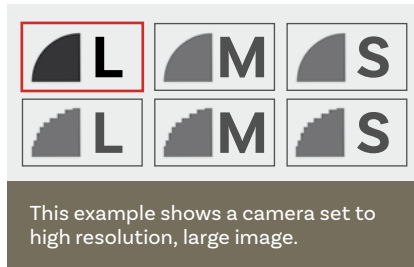 L M S
L M S
This example shows a camera set to
high resolution, large image.